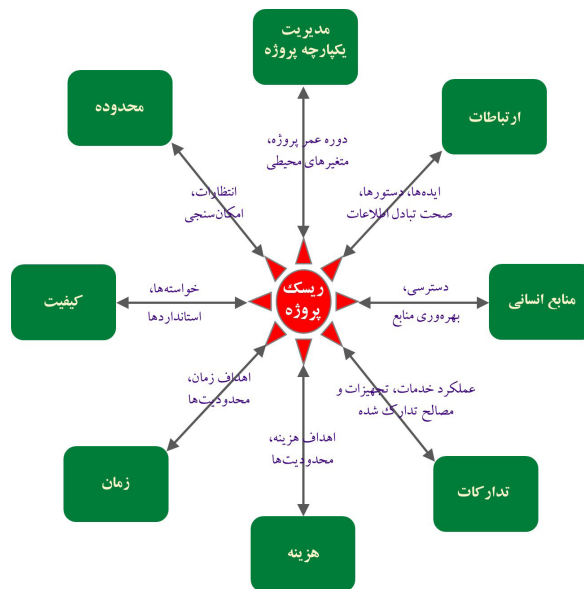 مدیریت
یکپارچه پروژه
ارتباطات
محدوده
دوره عمر پروژه،
متغیرهای محیطی
ایده‌ها، دستورها،
صحت تبادل اطلاعات
انتظارات،
امکان‌سنجی
منابع انسانی
دسترسی،
بهره‌وری منابع
ریسک
پروژه
خواسته‌ها،
استانداردها
کیفیت
عملکرد خدمات، تجهیزات و
مصالح تدارک شده
اهداف زمان،
محدودیت‌ها
اهداف هزینه،
محدودیت‌ها
تدارکات
زمان
هزینه